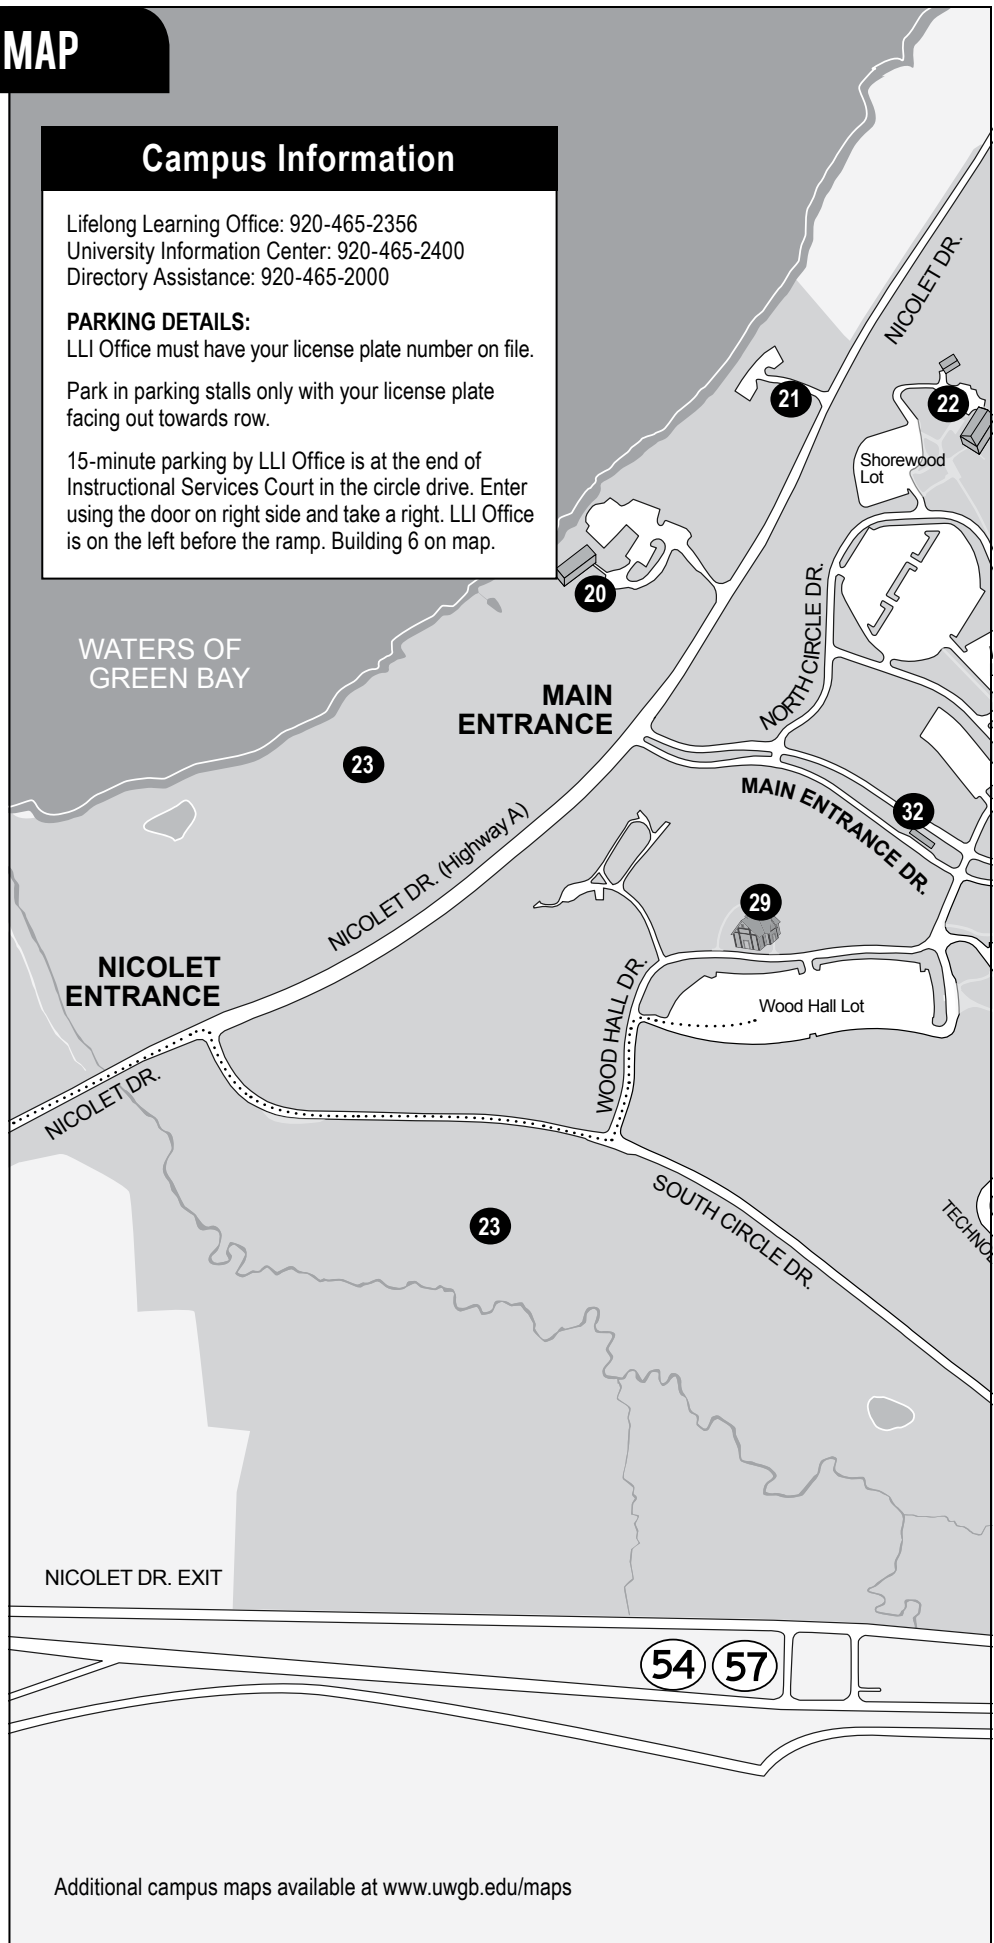 MAP
Campus Information
Lifelong Learning Office: 920-465-2356
University Information Center: 920-465-2400
Directory Assistance: 920-465-2000
PARKING DETAILS:
LLI Office must have your license plate number on file.
Park in parking stalls only with your license plate
facing out towards row.
15-minute parking by LLI Office is at the end of
Instructional Services Court in the circle drive. Enter
using the door on right side and take a right. LLI Office
is on the left before the ramp. Building 6 on map.
NICOLET DR.
21
22
Shorewood
Lot
20
NORTH CIRCLE DR.
WATERS OF
GREEN BAY
MAIN
ENTRANCE
23
MAIN ENTRANCE DR.
32
NICOLET DR. (Highway A)
29
NICOLET
ENTRANCE
WOOD HALL DR.
Wood Hall Lot
NICOLET DR.
SOUTH CIRCLE DR.
TECHNOL
23
NICOLET DR. EXIT
54 57
Additional campus maps available at www.uwgb.edu/maps